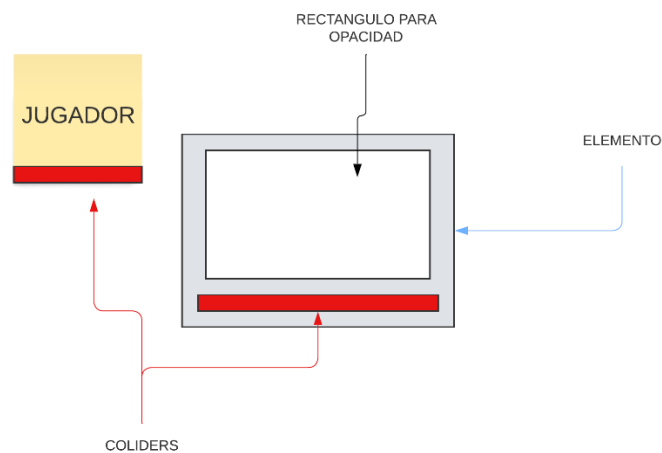 RECTANGULO PARA
OPACIDAD
JUGADOR
ELEMENTO
COLIDERS